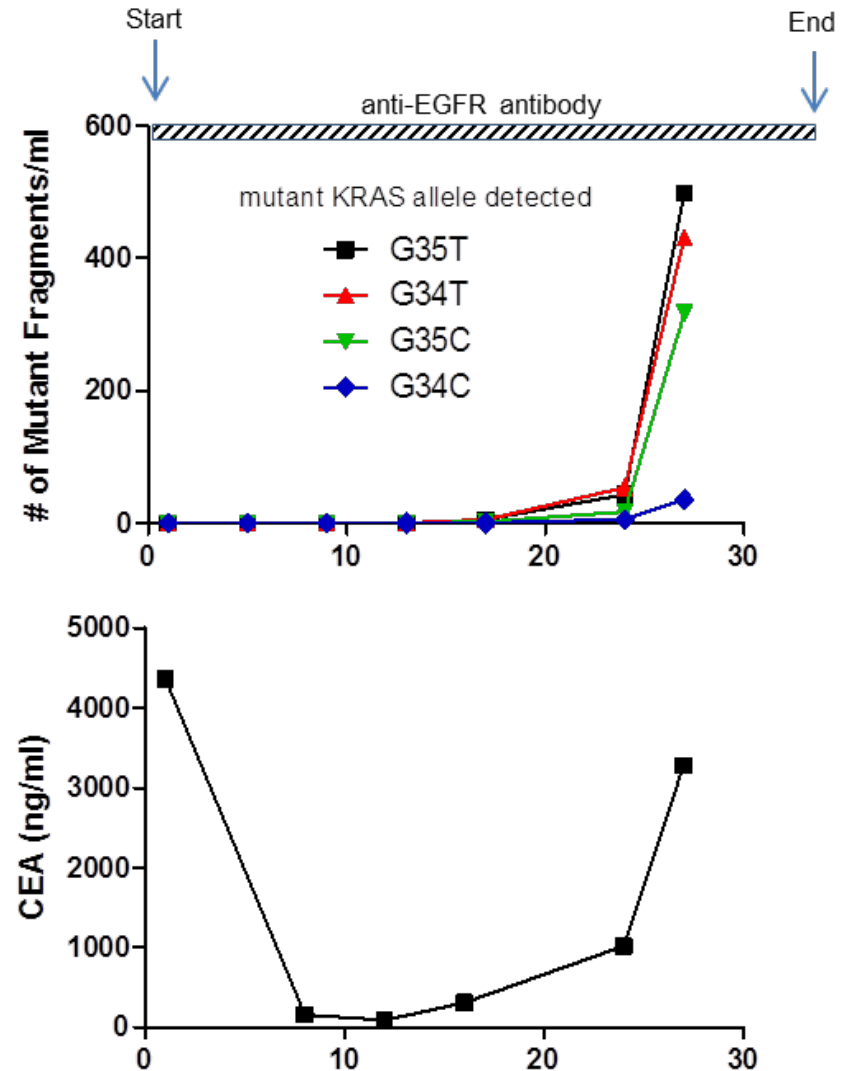 Start
End
anti-EGFR antibody
# of Mutant Fragments/ml
600
400
200
0
mutant KRAS allele detected
G35T
G34T
G35C
G34C
0 10 20 30
CEA (ng/ml)
5000
4000
3000
2000
1000
0
0 10 20 30